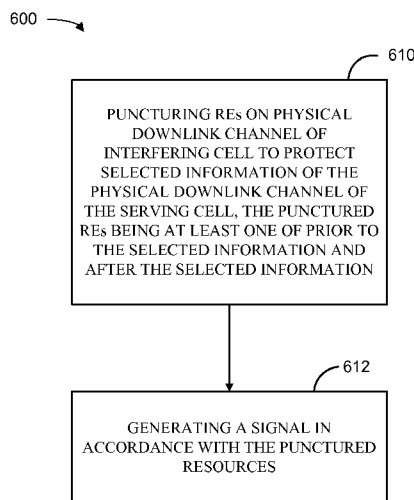 600
610
PUNCTURING REs ON PHYSICAL
DOWNLINK CHANNEL OF
INTERFERING CELL TO PROTECT
SELECTED INFORMATION OF THE
PHYSICAL DOWNLINK CHANNEL OF
THE SERVING CELL, THE PUNCTURED
REs BEING AT LEAST ONE OF PRIOR TO
THE SELECTED INFORMATION AND
AFTER THE SELECTED INFORMATION
612
GENERATING A SIGNAL IN
ACCORDANCE WITH THE PUNCTURED
RESOURCES